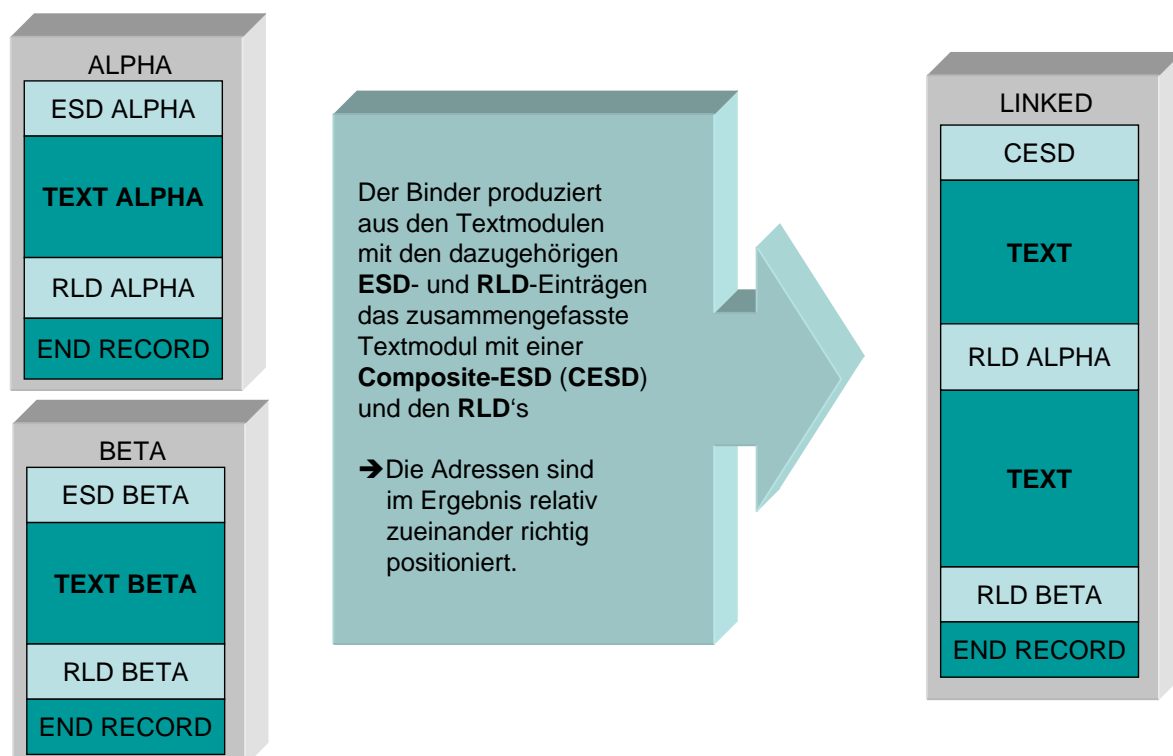 ALPHA
ESD ALPHA
TEXT ALPHA
RLD ALPHA
END RECORD
BETA
ESD BETA
TEXT BETA
RLD BETA
END RECORD
Der Binder produziert
aus den Textmodulen
mit den dazugehörigen
ESD- und RLD-Einträgen
das zusammengefasste
Textmodul mit einer
Composite-ESD (CESD)
und den RLD‘s
➔Die Adressen sind
im Ergebnis relativ
zueinander richtig
positioniert.
LINKED
CESD
TEXT
RLD ALPHA
TEXT
RLD BETA
END RECORD